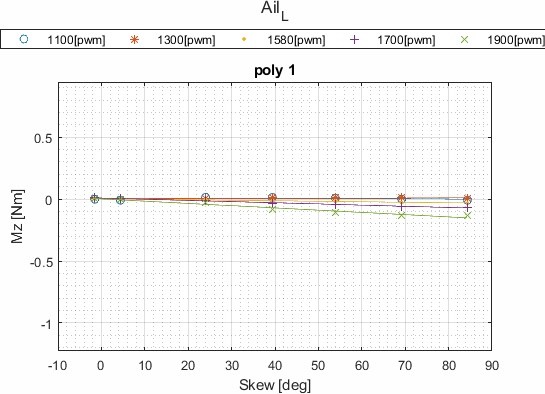 Ail_L
1100[pwm] 1300[pwm] 1580[pwm] 1700[pwm] 1900[pwm]
poly 1
0.5
0
-0.5
-1
Mz [Nm]
-10 0 10 20 30 40 50 60 70 80 90
Skew [deg]